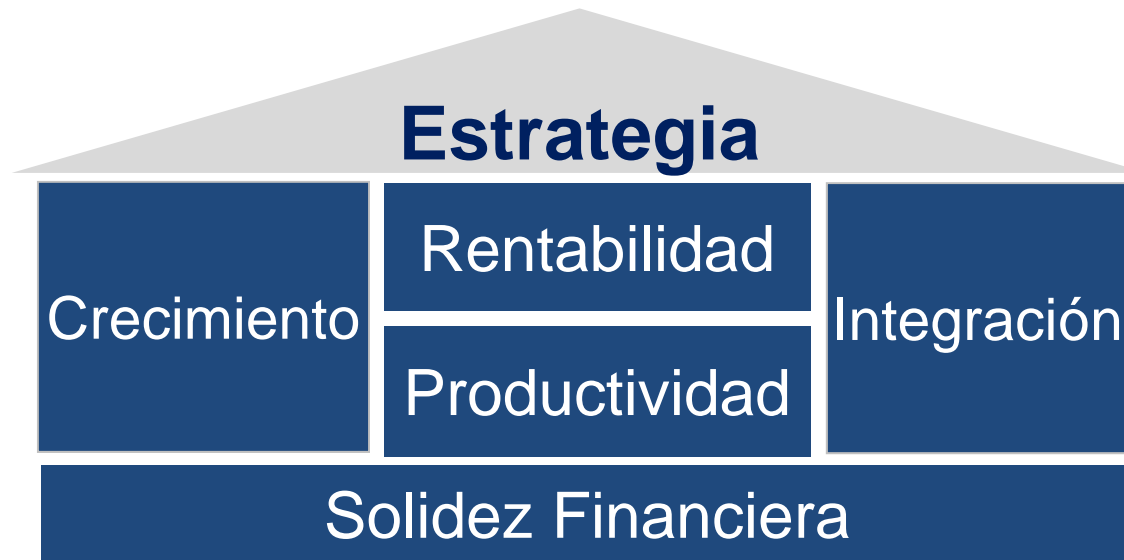 Estrategia
Crecimiento
Rentabilidad
Productividad
Integración
Solidez Financiera